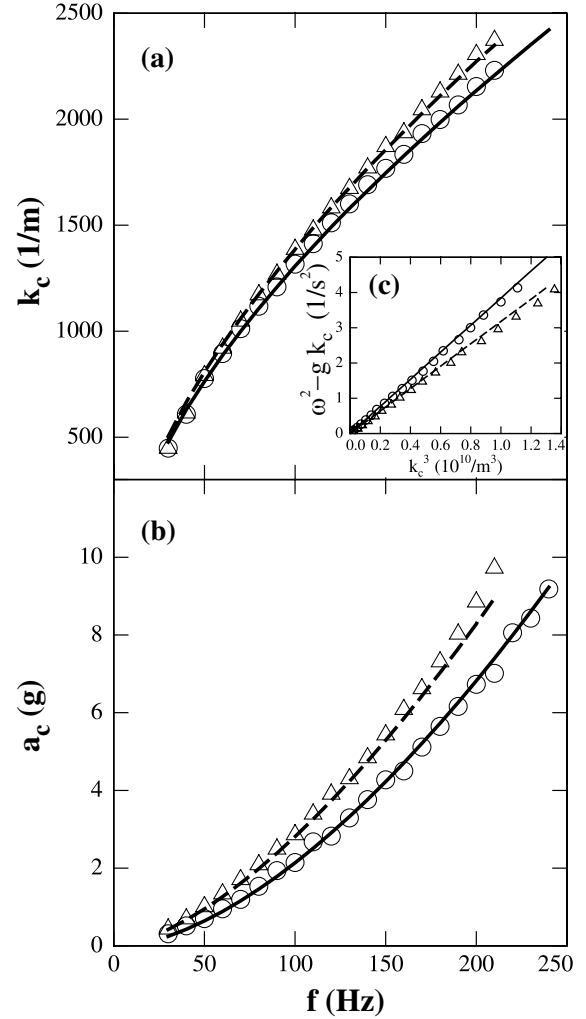 2500
(a)
2000
1500
k_c (1/m)
1000
500
5
(c)
4
3
2
1
0
ω²−g k_c (1/s²)
0.0 0.2 0.4 0.6 0.8 1.0 1.2 1.4
k_c³ (10¹⁰/m³)
(b)
10
8
6
a_c (g)
4
2
0
0 50 100 150 200 250
f (Hz)